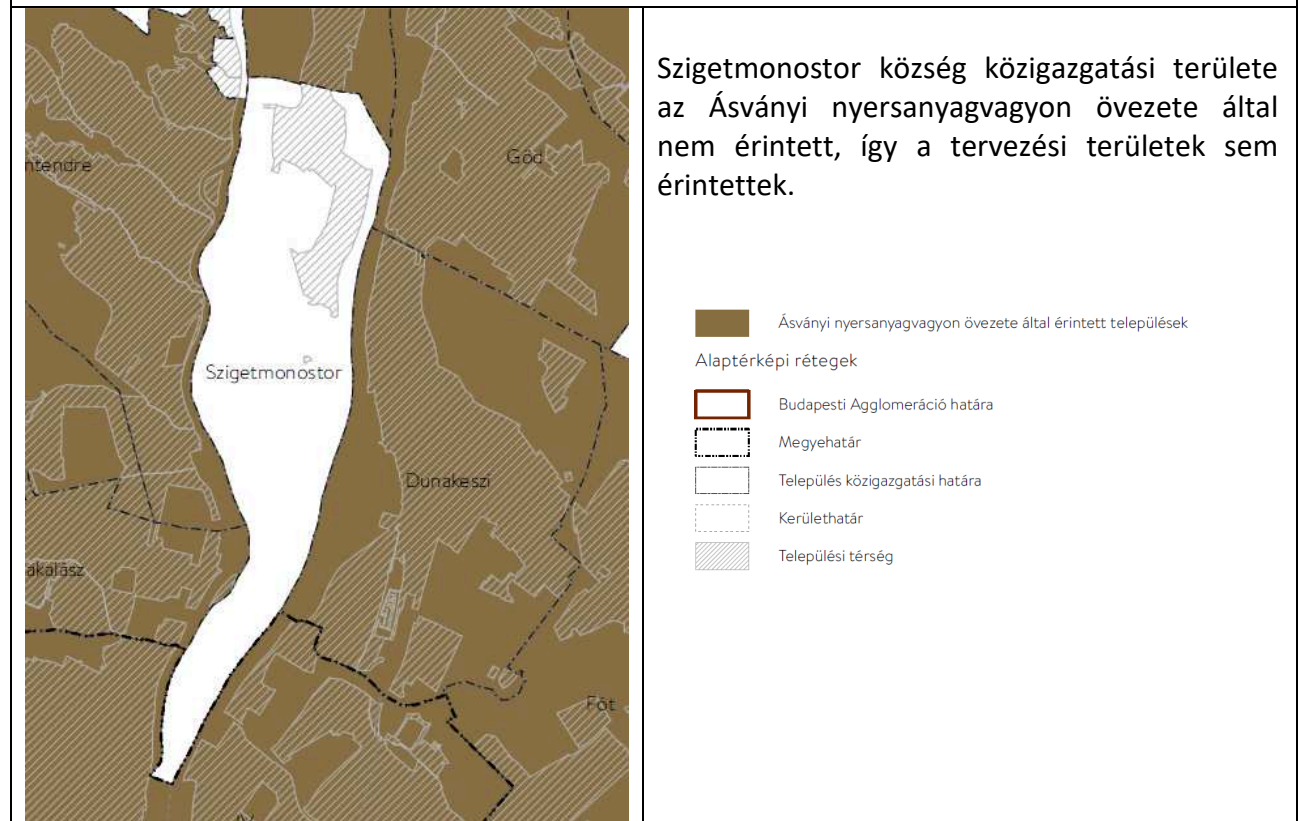 Szigetmonostor község közigazgatási területe
az Ásványi nyersanyagvagyon övezete által
nem érintett, így a tervezési területek sem
érintettek.
ntendre
Göd
Szigetmonostor
Dunakeszi
akalász
Fót
Ásványi nyersanyagvagyon övezete által érintett települések
Alaptérképi rétegek
Budapesti Agglomeráció határa
Megyehatár
Település közigazgatási határa
Kerülethatár
Települési térség